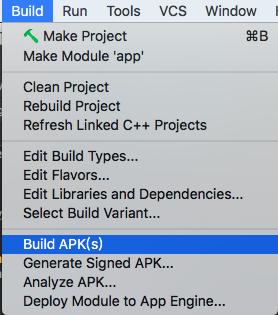 Build Run Tools VCS Window
Make Project ⌘B
Make Module 'app'
Clean Project
Rebuild Project
Refresh Linked C++ Projects
Edit Build Types...
Edit Flavors...
Edit Libraries and Dependencies...
Select Build Variant...
Build APK(s)
Generate Signed APK...
Analyze APK...
Deploy Module to App Engine...